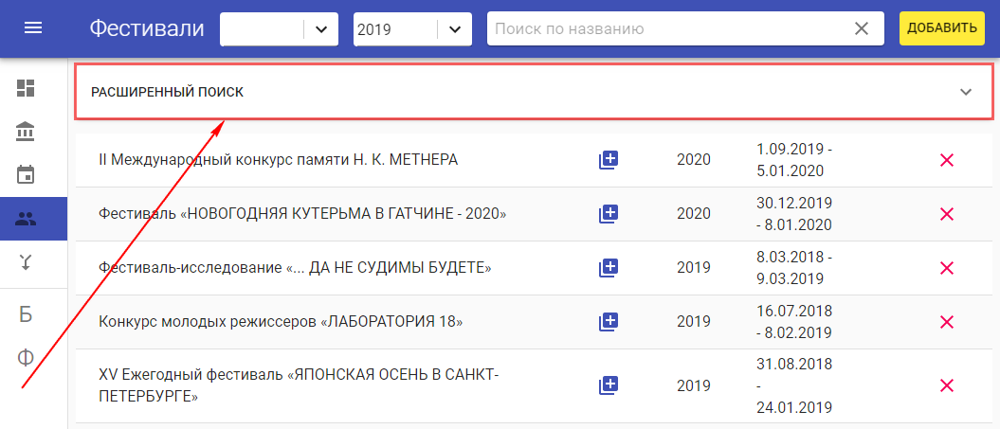 Фестивали
2019
Поиск по названию
ДОБАВИТЬ
РАСШИРЕННЫЙ ПОИСК
II Международный конкурс памяти Н. К. МЕТНЕРА
2020
1.09.2019 -
5.01.2020
Фестиваль «НОВОГОДНЯЯ КУТЕРЬМА В ГАТЧИНЕ - 2020»
2020
30.12.2019
- 8.01.2020
Фестиваль-исследование «... ДА НЕ СУДИМЫ БУДЕТЕ»
2019
8.03.2018 -
9.03.2019
Конкурс молодых режиссеров «ЛАБОРАТОРИЯ 18»
2019
16.07.2018
- 8.02.2019
XV Ежегодный фестиваль «ЯПОНСКАЯ ОСЕНЬ В САНКТ-
ПЕТЕРБУРГЕ»
2019
31.08.2018
-
24.01.2019
Б
Ф